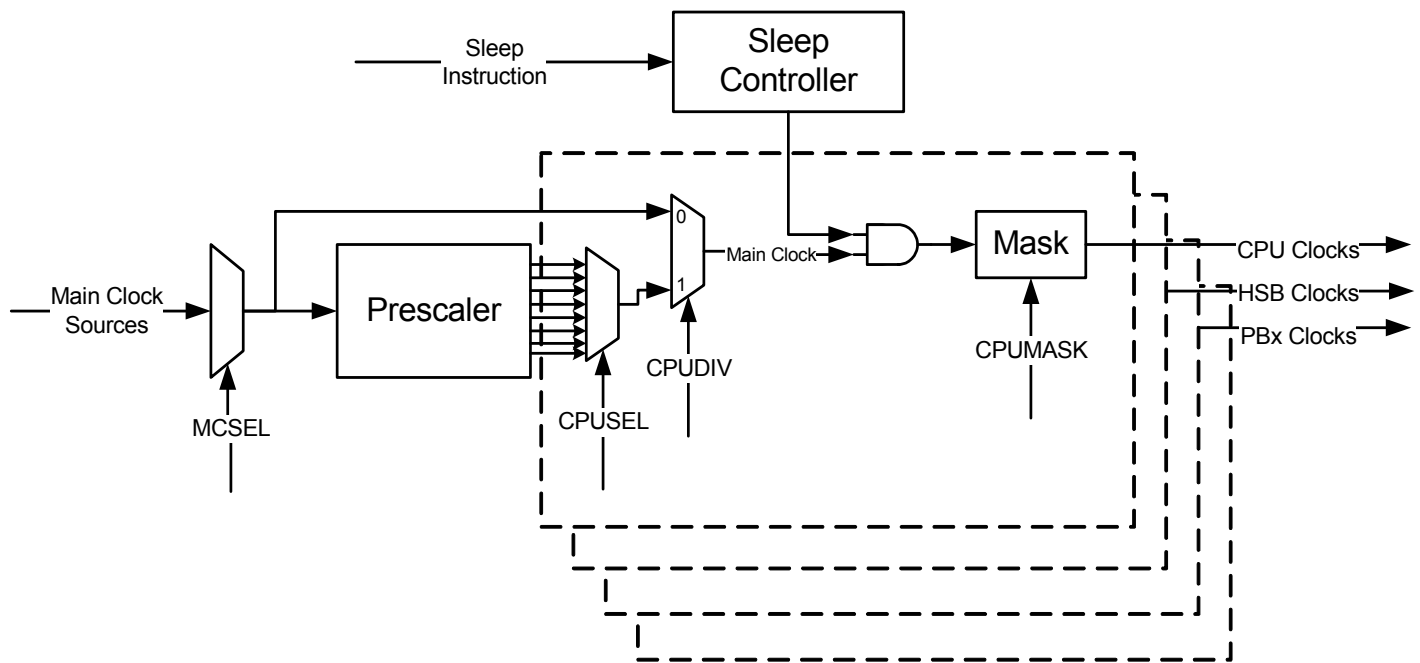 Sleep
Instruction
Sleep
Controller
0
Main Clock
Mask
CPU Clocks
Main Clock
Sources
Prescaler
1
HSB Clocks
PBx Clocks
CPUMASK
CPUDIV
MCSEL
CPUSEL